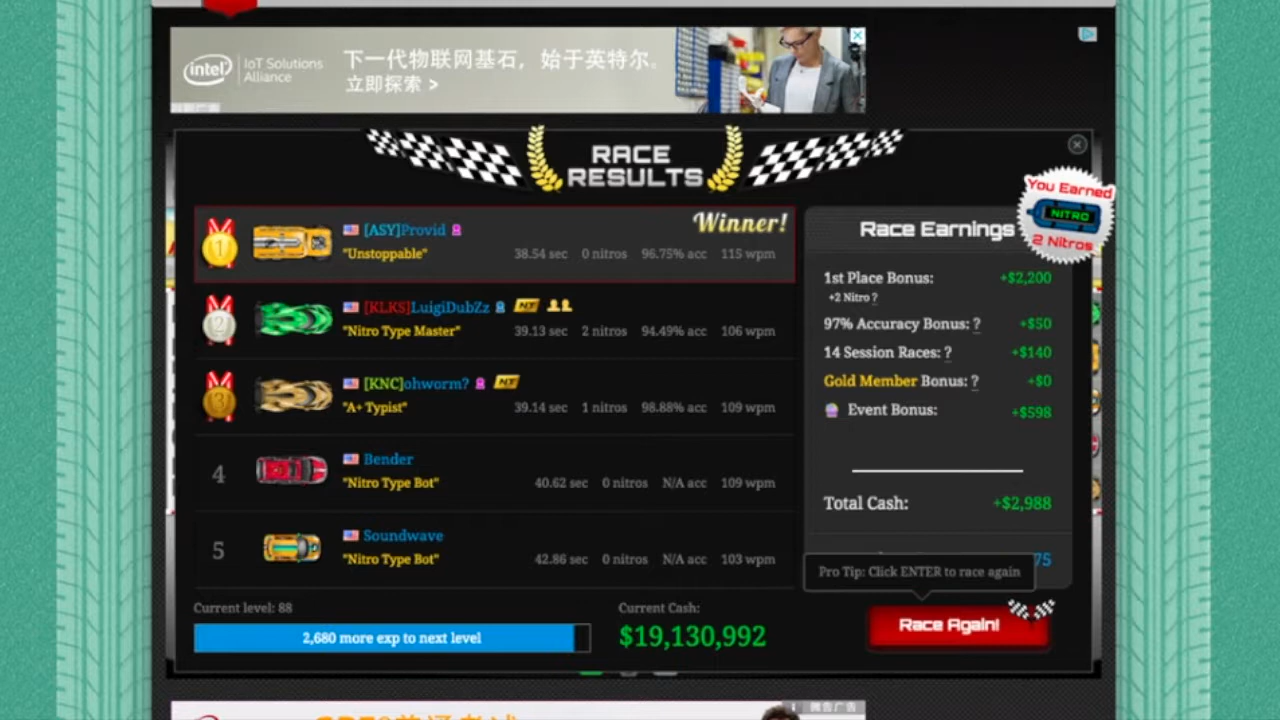 intel
IoT Solutions
Alliance
下一代物联网基石，始于英特尔。
立即探索 >
RACE
RESULTS
Winner!
1
[ASY]Provid
"Unstoppable"
38.54 sec 0 nitros 96.75% acc 115 wpm
2
[KLKS]LuigiDubZz NT
"Nitro Type Master"
39.13 sec 2 nitros 94.49% acc 106 wpm
3
[KNC]ohworm? NT
"A+ Typist"
39.14 sec 1 nitros 98.88% acc 109 wpm
4
Bender
"Nitro Type Bot"
40.62 sec 0 nitros N/A acc 109 wpm
5
Soundwave
"Nitro Type Bot"
42.86 sec 0 nitros N/A acc 103 wpm
Race Earnings
You Earned
NITRO
2 Nitros
1st Place Bonus: +$2,200
+2 Nitro ?
97% Accuracy Bonus: ? +$50
14 Session Races: ? +$140
Gold Member Bonus: ? +$0
Event Bonus: +$598
Total Cash: +$2,988
75
Pro Tip: Click ENTER to race again
Current level: 88
2,680 more exp to next level
Current Cash:
$19,130,992
Race Again!